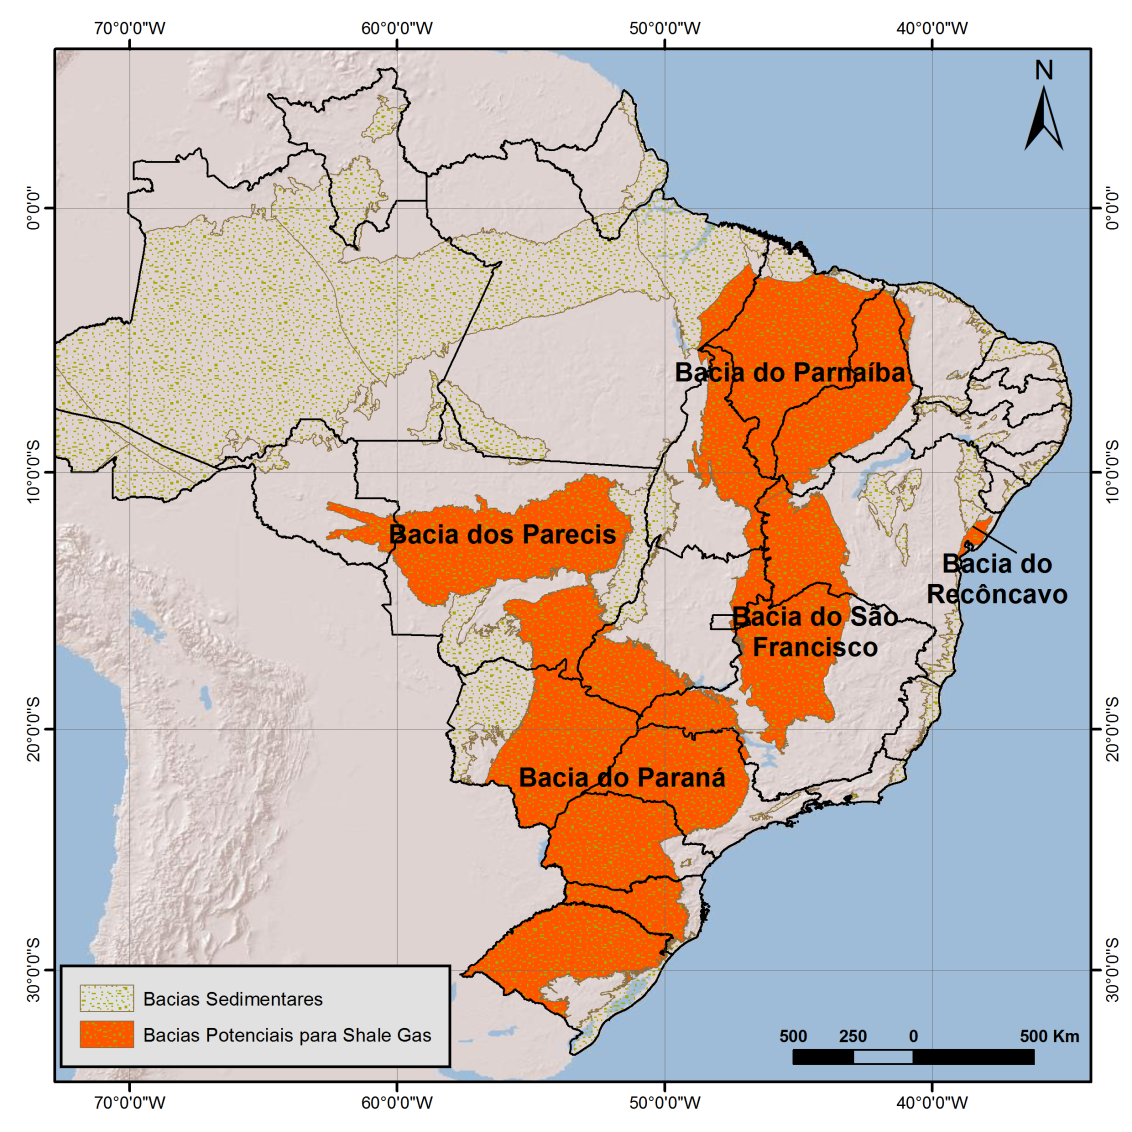 70°0'0"W 60°0'0"W 50°0'0"W 40°0'0"W
N
0°0'0" 0°0'0"
Bacia do Parnaíba
10°0'0"S 10°0'0"S
Bacia dos Parecis
Bacia do
Recôncavo
Bacia do São
Francisco
20°0'0"S 20°0'0"S
Bacia do Paraná
30°0'0"S 30°0'0"S
Bacias Sedimentares
Bacias Potenciais para Shale Gas
500 250 0 500 Km
70°0'0"W 60°0'0"W 50°0'0"W 40°0'0"W